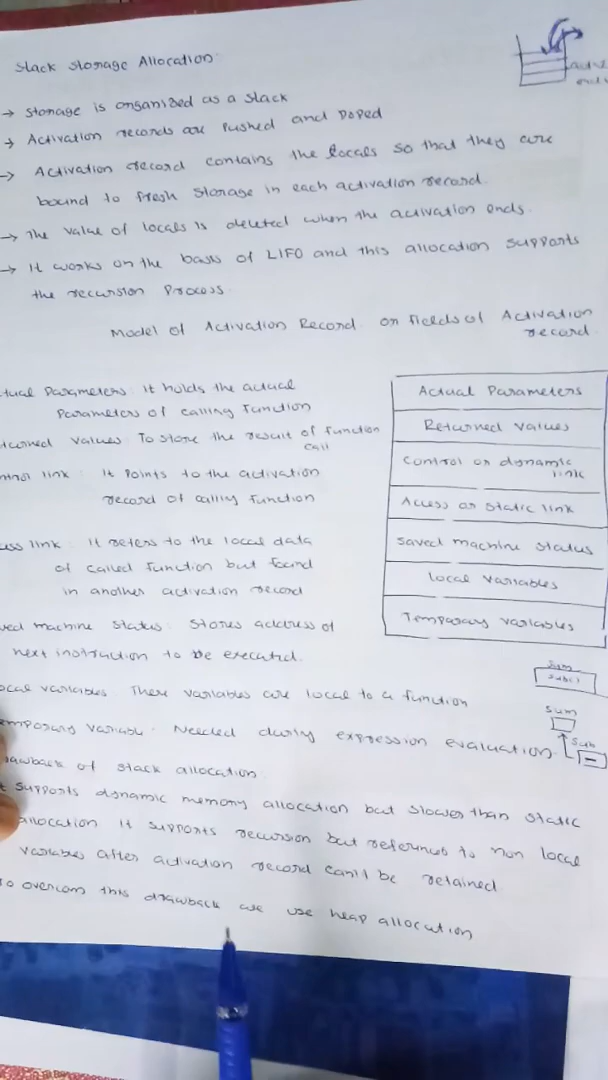 Stack Storage Allocation
→ Storage is organized as a stack
→ Activation records are Pushed and Poped
→ Activation record contains the locals so that they are
bound to fresh storage in each activation record.
→ The value of locals is deleted when the activation ends.
→ It works on the basis of LIFO and this allocation supports
the recursion Process
Model of Activation Record or fields of Activation
record.
tual Parameters: It holds the actual
Parameters of calling function
turned values: To store the result of function
call
ntrol link: It points to the activation
record of calling function
ess link: It refers to the local data
of called function but found
in another activation record
ved machine status: Stores address of
next instruction to be executed.
ocal variables: These variables are local to a function
emporary variable: Needed during expression evaluation
Actual Parameters
Returned values
Control or dynamic
link
Access or Static link
Saved machine status
local variables
Temporary variables
Sum
Sub()
Sum
Sub
rawback of stack allocation
t supports dynamic memory allocation but slower than static
allocation it supports recursion but references to non local
variables after activation record can't be retained
To overcom this drawback we use heap allocation